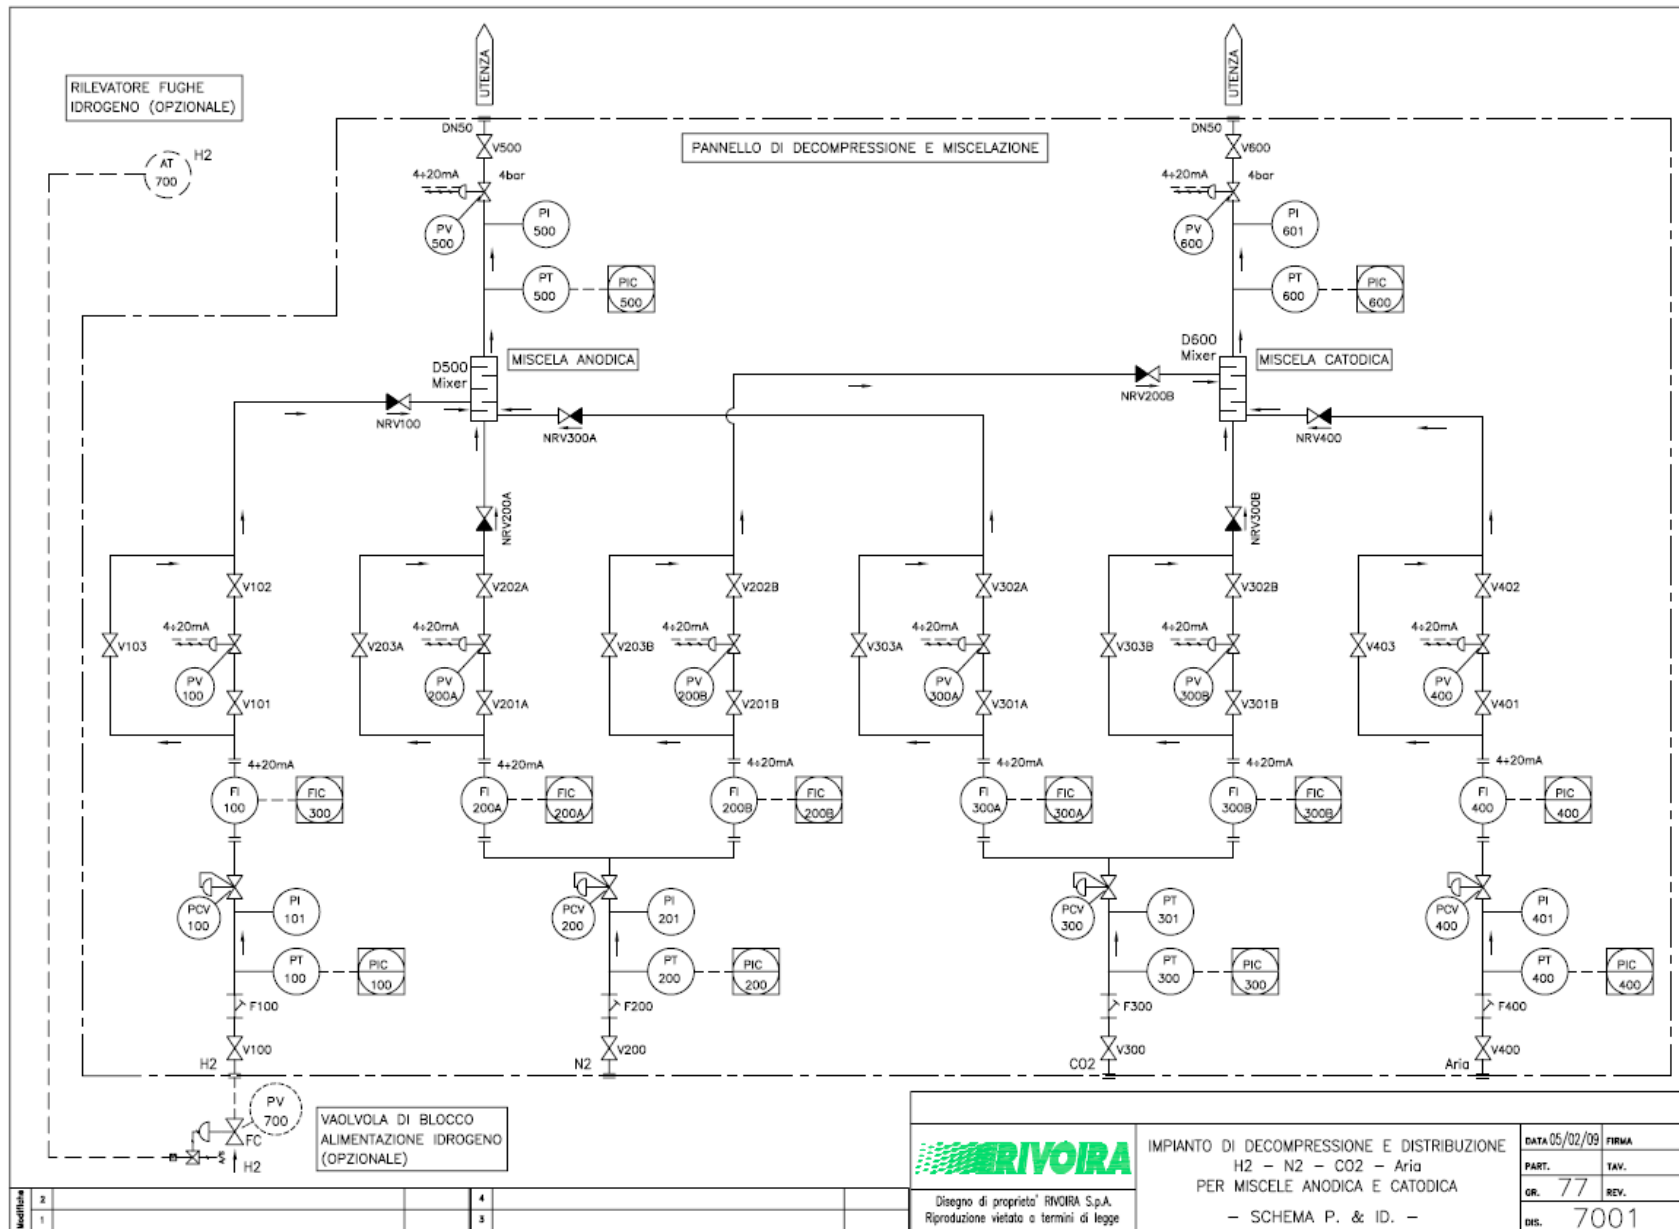 UTENZA
UTENZA
RILEVATORE FUGHE
IDROGENO (OPZIONALE)
AT
700
H2
DN50
V500
PANNELLO DI DECOMPRESSIONE E MISCELAZIONE
DN50
V600
4÷20mA
4bar
4÷20mA
4bar
PV
500
PI
500
PV
600
PI
601
PT
500
PIC
500
PT
600
PIC
600
D500
Mixer
MISCELA ANODICA
D600
Mixer
MISCELA CATODICA
NRV100
NRV300A
NRV200B
NRV400
NRV200A
NRV300B
V102
V202A
V202B
V302A
V302B
V402
4÷20mA
4÷20mA
4÷20mA
4÷20mA
4÷20mA
4÷20mA
V103
V203A
V203B
V303A
V303B
V403
PV
100
PV
200A
PV
200B
PV
300A
PV
300B
PV
400
V101
V201A
V201B
V301A
V301B
V401
4÷20mA
4÷20mA
4÷20mA
4÷20mA
4÷20mA
4÷20mA
FI
100
FIC
300
FI
200A
FIC
200A
FI
200B
FIC
200B
FI
300A
FIC
300A
FI
300B
FIC
300B
FI
400
PIC
400
PCV
100
PI
101
PCV
200
PI
201
PCV
300
PT
301
PCV
400
PI
401
PT
100
PIC
100
PT
200
PIC
200
PT
300
PIC
300
PT
400
PIC
400
F100
F200
F300
F400
V100
V200
V300
V400
H2
N2
CO2
Aria
PV
700
FC
H2
VAOLVOLA DI BLOCCO
ALIMENTAZIONE IDROGENO
(OPZIONALE)
RIVOIRA
Disegno di proprieta' RIVOIRA S.p.A.
Riproduzione vietata a termini di legge
IMPIANTO DI DECOMPRESSIONE E DISTRIBUZIONE
H2 - N2 - CO2 - Aria
PER MISCELE ANODICA E CATODICA
- SCHEMA P. & ID. -
DATA 05/02/09 FIRMA
PART. TAV.
GR. 77 REV.
DIS. 7001
Modifiche
2
1
4
3